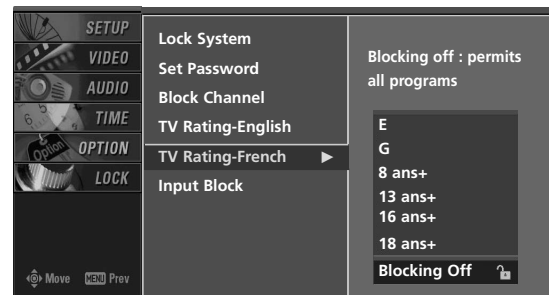 SETUP
VIDEO
AUDIO
TIME
OPTION
LOCK
Move MENU Prev
Lock System
Set Password
Block Channel
TV Rating-English
TV Rating-French
Input Block
Blocking off : permits
all programs
E
G
8 ans+
13 ans+
16 ans+
18 ans+
Blocking Off